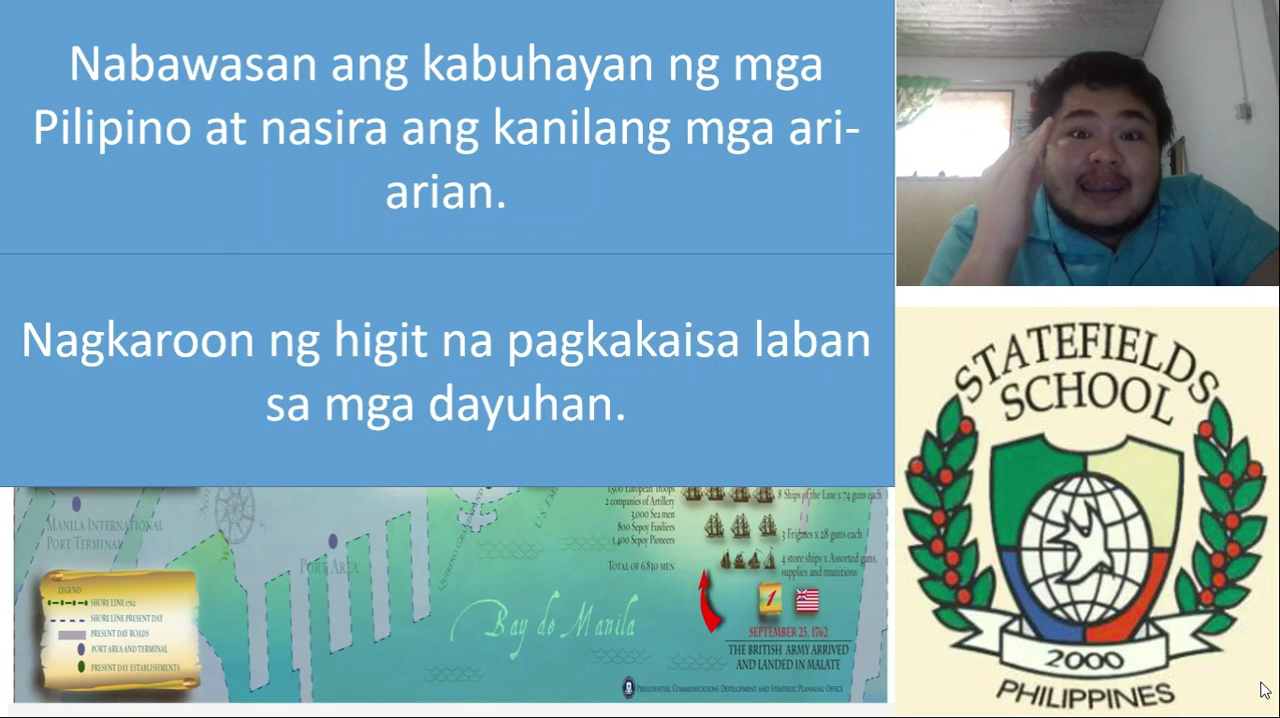 Nabawasan ang kabuhayan ng mga
Pilipino at nasira ang kanilang mga ari-
arian.
Nagkaroon ng higit na pagkakaisa laban
sa mga dayuhan.
1,500 European Troops
2 companies of Artillery
3,000 Sea men
800 Sepoy Fusiliers
1,400 Sepoy Pioneers
TOTAL OF 6,830 MEN
8 Ships of the Line x 74 guns each
3 Frigates x 28 guns each
4 store ships x Assorted guns,
supplies and munitions
MANILA INTERNATIONAL
PORT TERMINAL
PORT AREA
LEGEND
SHORE LINE 1762
SHORE LINE PRESENT DAY
PRESENT DAY ROADS
PORT AREA AND TERMINAL
PRESENT DAY ESTABLISHMENTS
Bay de Manila
1
SEPTEMBER 23, 1762
THE BRITISH ARMY ARRIVED
AND LANDED IN MALATE
PRESIDENTIAL COMMUNICATIONS DEVELOPMENT AND STRATEGIC PLANNING OFFICE
STATEFIELDS
SCHOOL
2000
PHILIPPINES